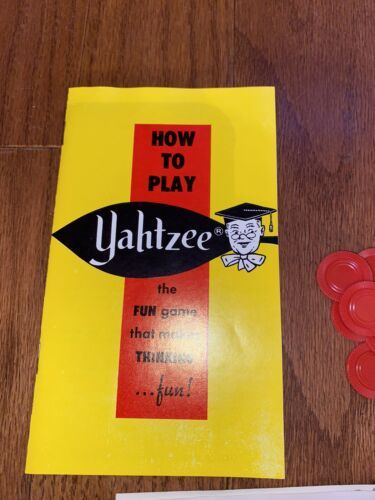 HOW
TO
PLAY
Yahtzee®
the
FUN game
that makes
THINKING
...fun!